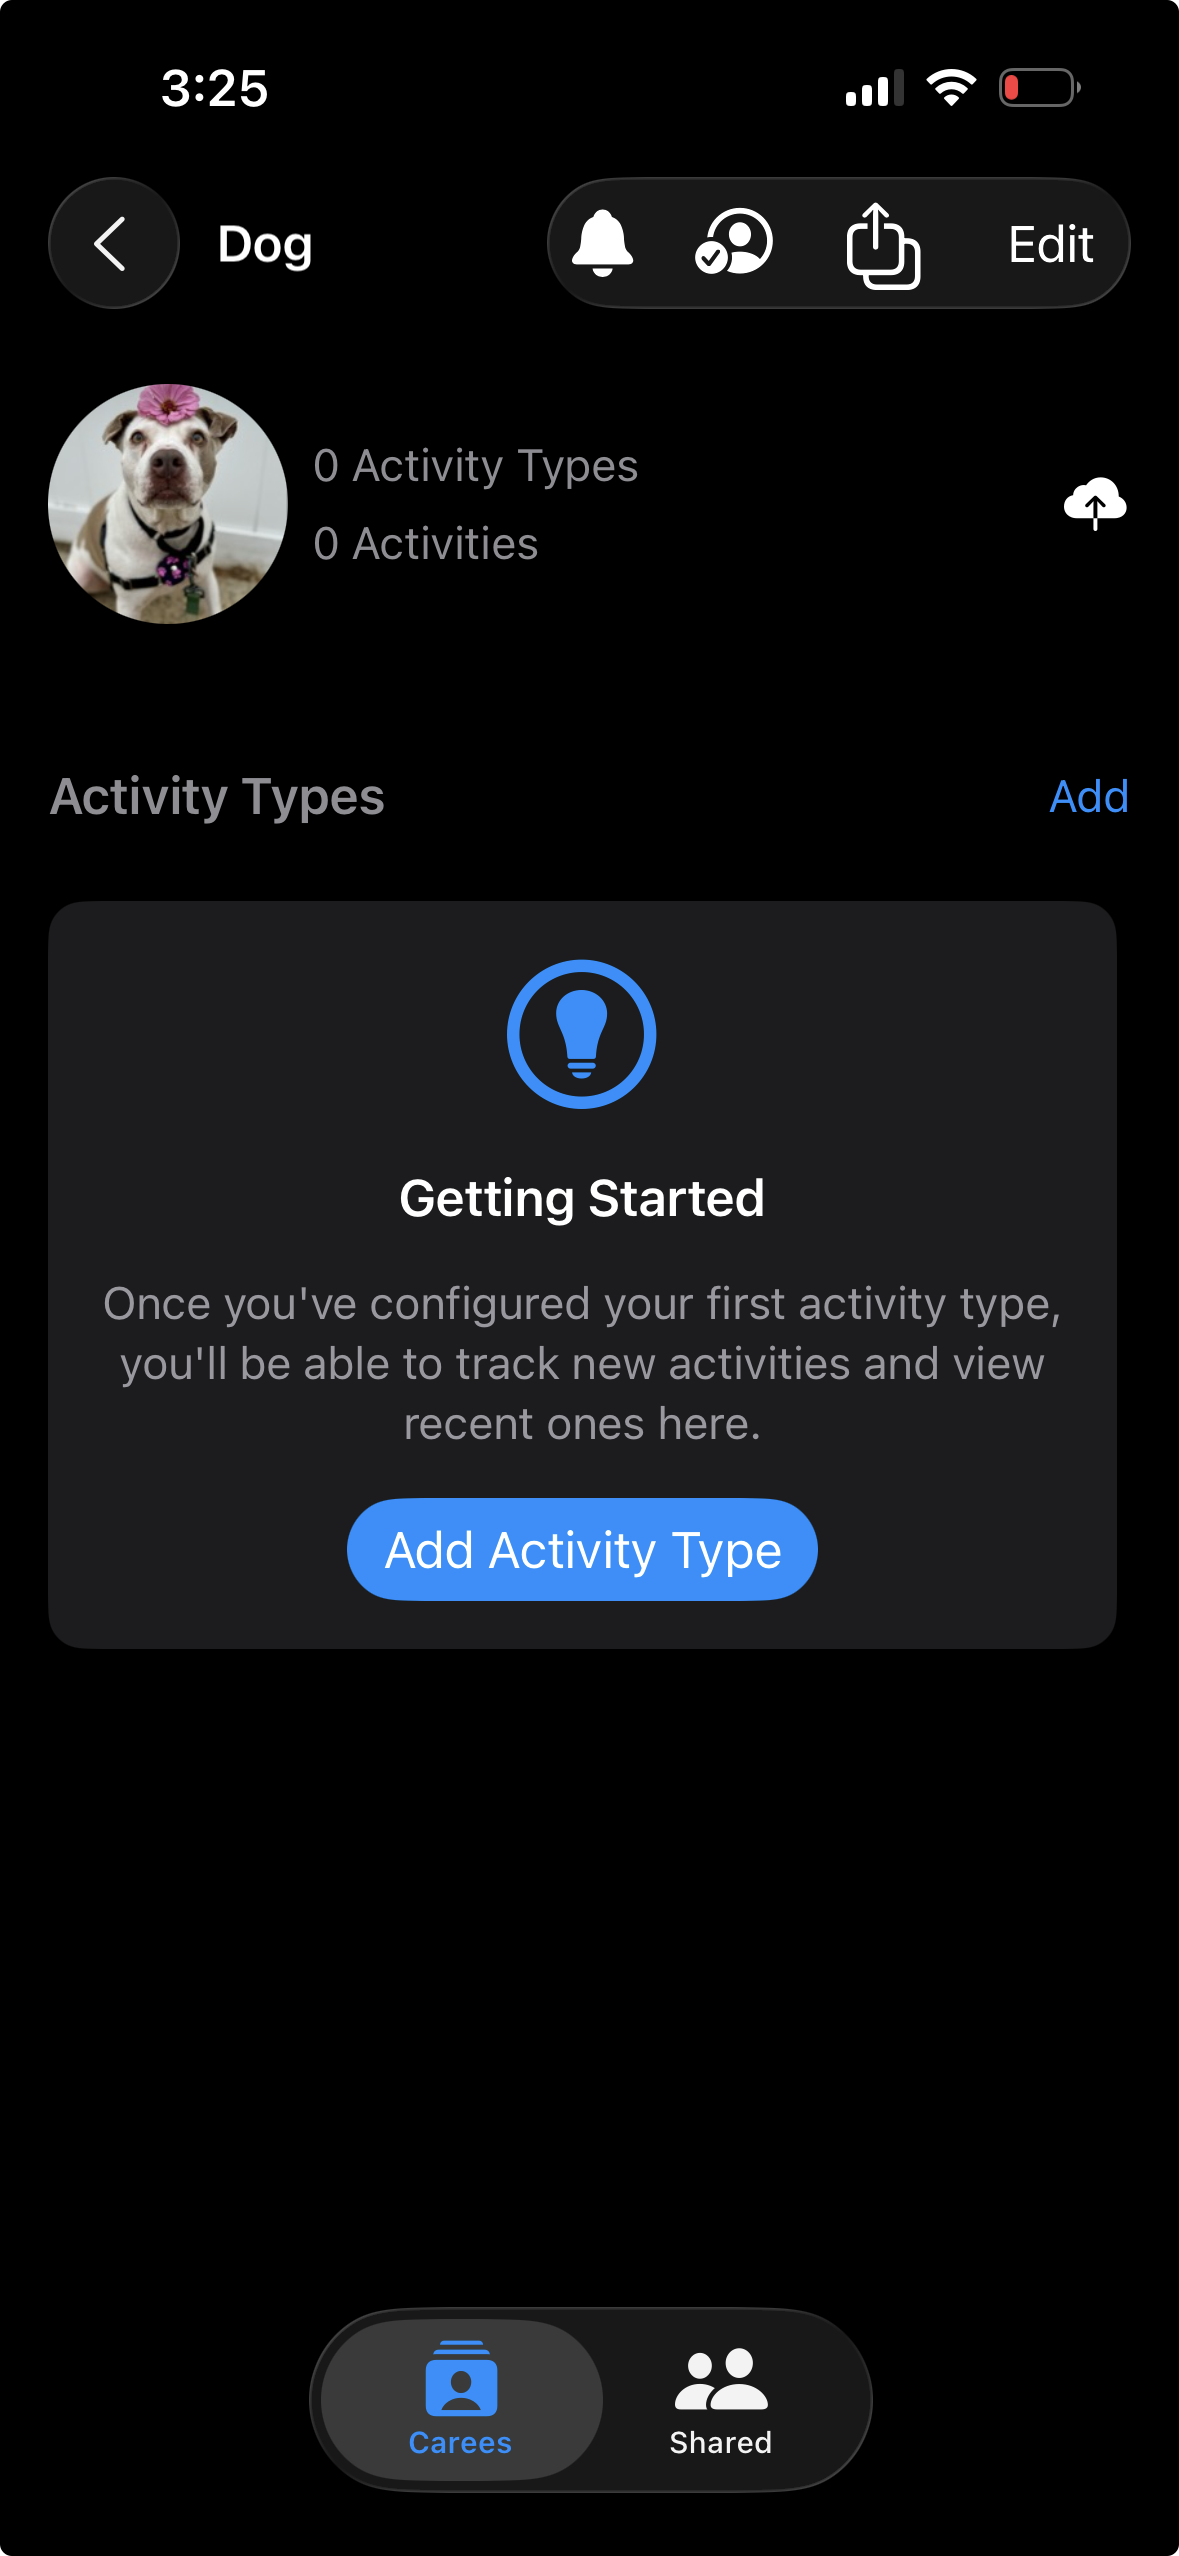 3:25
Dog
Edit
0 Activity Types
0 Activities
Activity Types
Add
Getting Started
Once you've configured your first activity type,
you'll be able to track new activities and view
recent ones here.
Add Activity Type
Carees
Shared